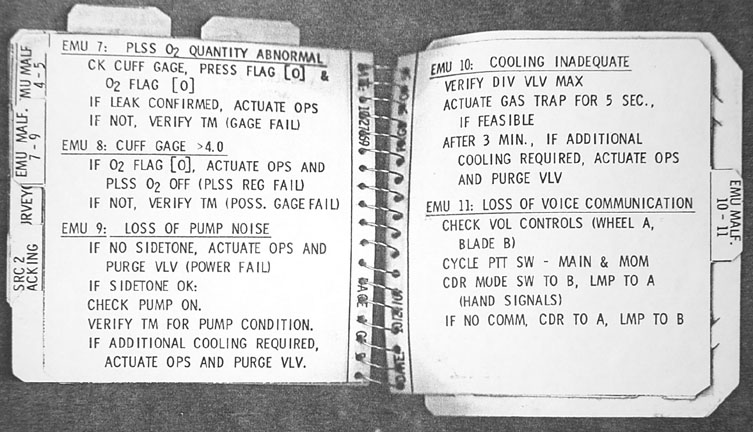 EMU 7: PLSS O2 QUANTITY ABNORMAL
CK CUFF GAGE, PRESS FLAG [O] &
O2 FLAG [O]
IF LEAK CONFIRMED, ACTUATE OPS
IF NOT, VERIFY TM (GAGE FAIL)
EMU 8: CUFF GAGE >4.0
IF O2 FLAG [O], ACTUATE OPS AND
PLSS O2 OFF (PLSS REG FAIL)
IF NOT, VERIFY TM (POSS. GAGE FAIL)
EMU 9: LOSS OF PUMP NOISE
IF NO SIDETONE, ACTUATE OPS AND
PURGE VLV (POWER FAIL)
IF SIDETONE OK:
CHECK PUMP ON.
VERIFY TM FOR PUMP CONDITION.
IF ADDITIONAL COOLING REQUIRED,
ACTUATE OPS AND PURGE VLV.
MU MALF
4-5
EMU MALF.
7-9
RVEY
SRC 2
ACKING
EMU 10: COOLING INADEQUATE
VERIFY DIV VLV MAX
ACTUATE GAS TRAP FOR 5 SEC.,
IF FEASIBLE
AFTER 3 MIN., IF ADDITIONAL
COOLING REQUIRED, ACTUATE OPS
AND PURGE VLV
EMU 11: LOSS OF VOICE COMMUNICATION
CHECK VOL CONTROLS (WHEEL A,
BLADE B)
CYCLE PTT SW - MAIN & MOM
CDR MODE SW TO B, LMP TO A
(HAND SIGNALS)
IF NO COMM, CDR TO A, LMP TO B
EMU MALF.
10-11
DATE